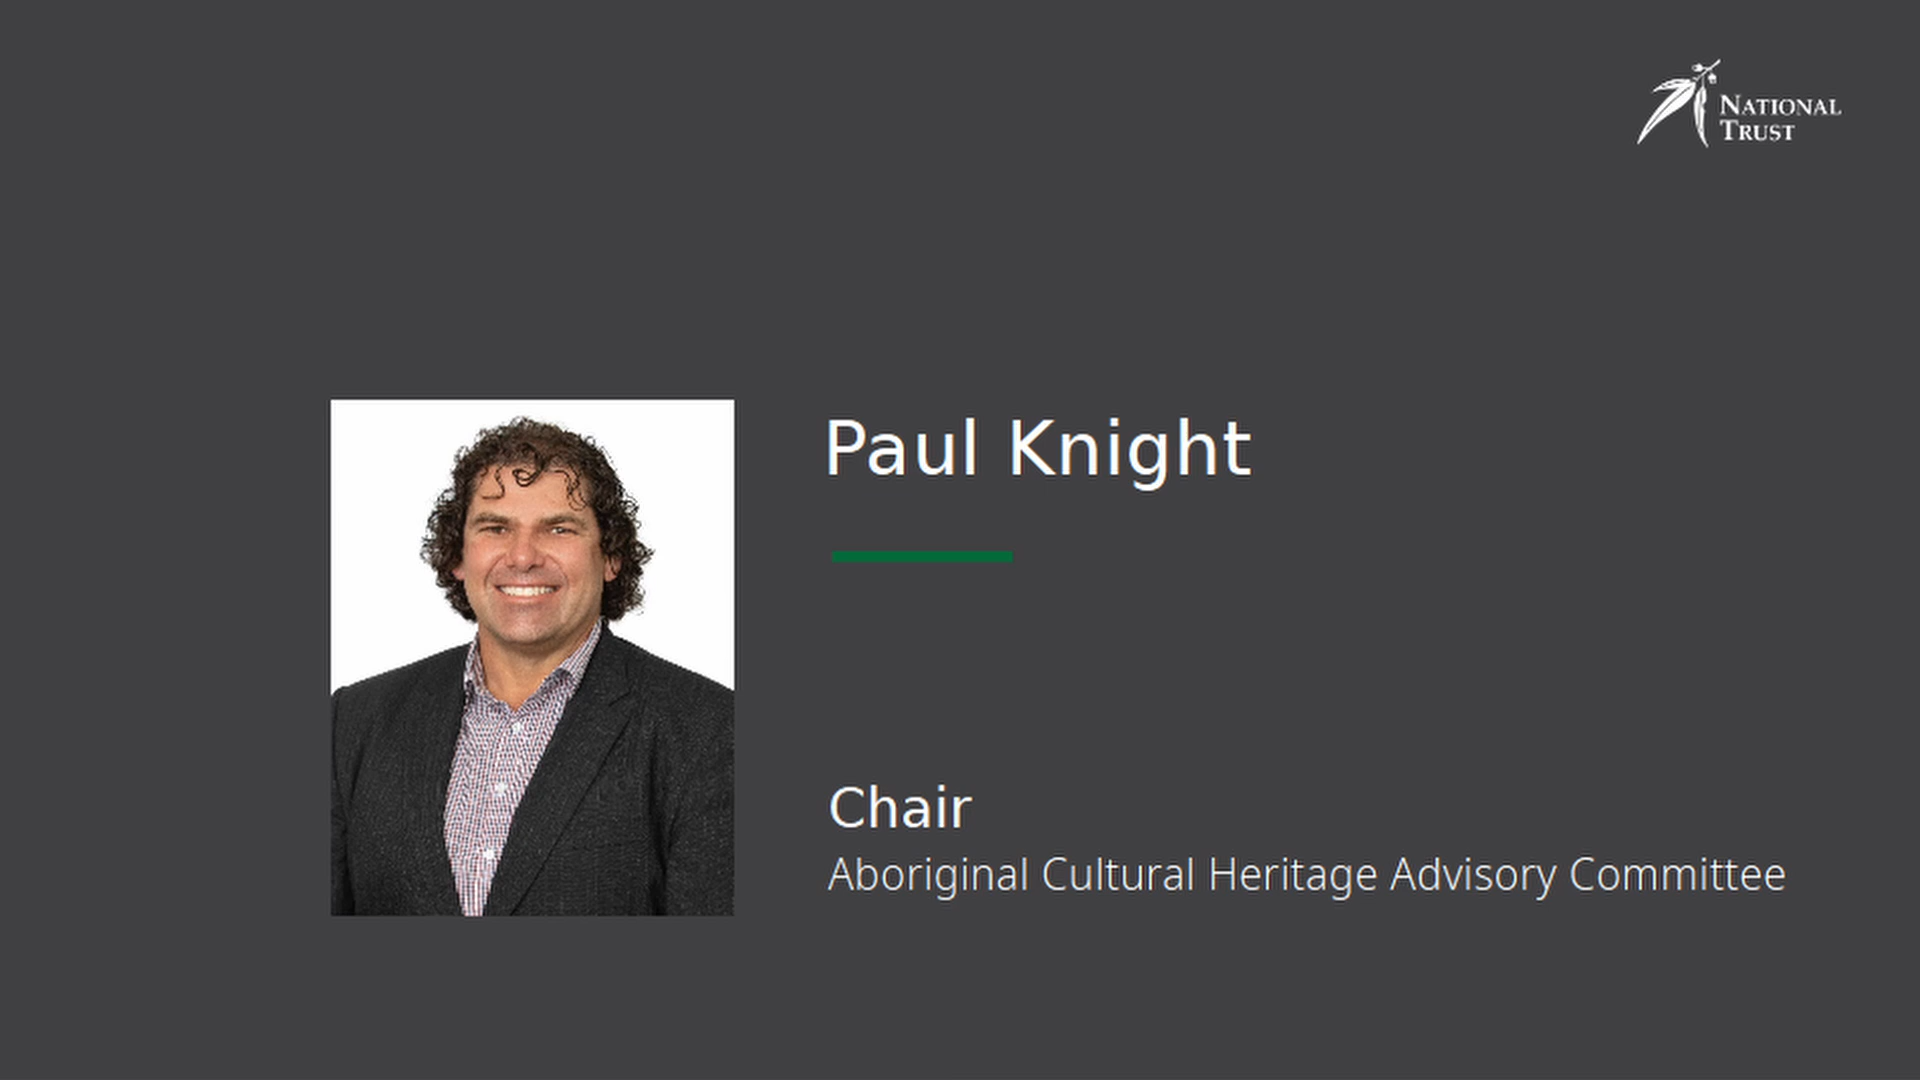 National
Trust
Paul Knight
Chair
Aboriginal Cultural Heritage Advisory Committee